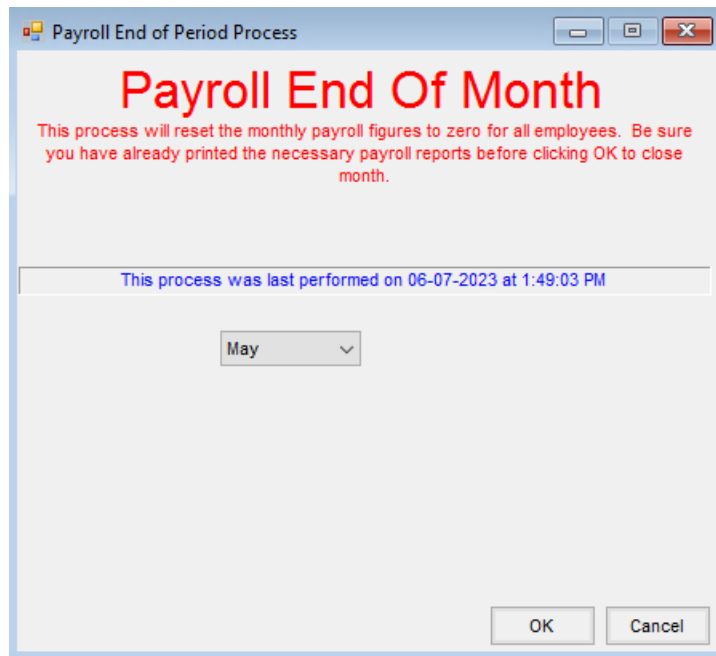 Payroll End of Period Process
Payroll End Of Month
This process will reset the monthly payroll figures to zero for all employees.  Be sure
you have already printed the necessary payroll reports before clicking OK to close
month.
This process was last performed on 06-07-2023 at 1:49:03 PM
May
OK Cancel